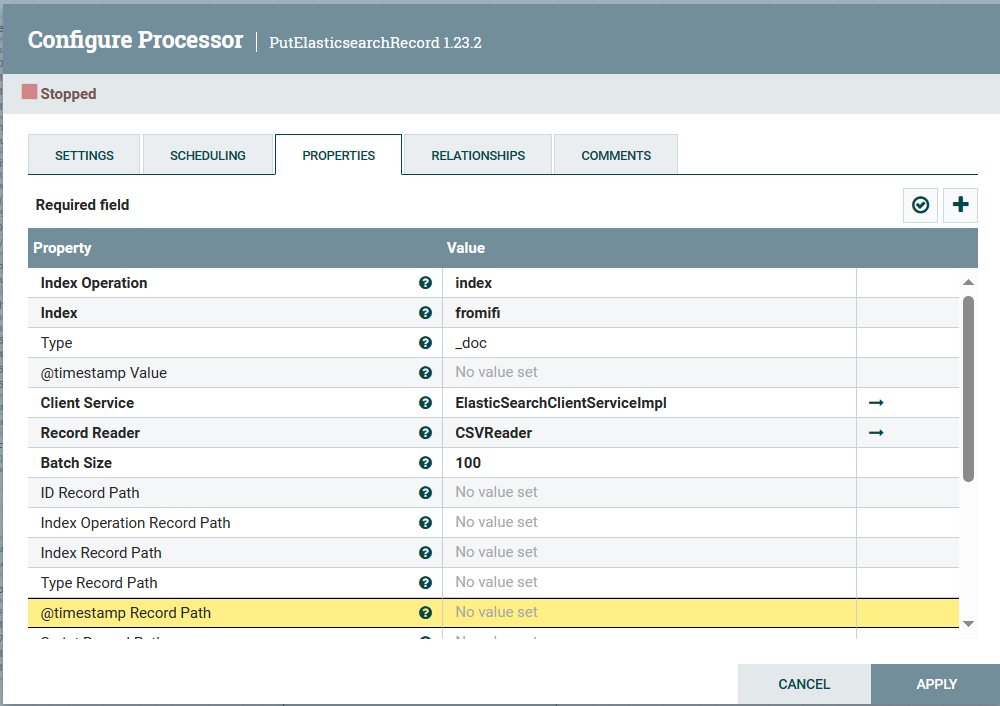 Configure Processor | PutElasticsearchRecord 1.23.2
Stopped
SETTINGS SCHEDULING PROPERTIES RELATIONSHIPS COMMENTS
Required field
Property Value
Index Operation index
Index fromifi
Type _doc
@timestamp Value No value set
Client Service ElasticSearchClientServiceImpl
Record Reader CSVReader
Batch Size 100
ID Record Path No value set
Index Operation Record Path No value set
Index Record Path No value set
Type Record Path No value set
@timestamp Record Path No value set
CANCEL APPLY